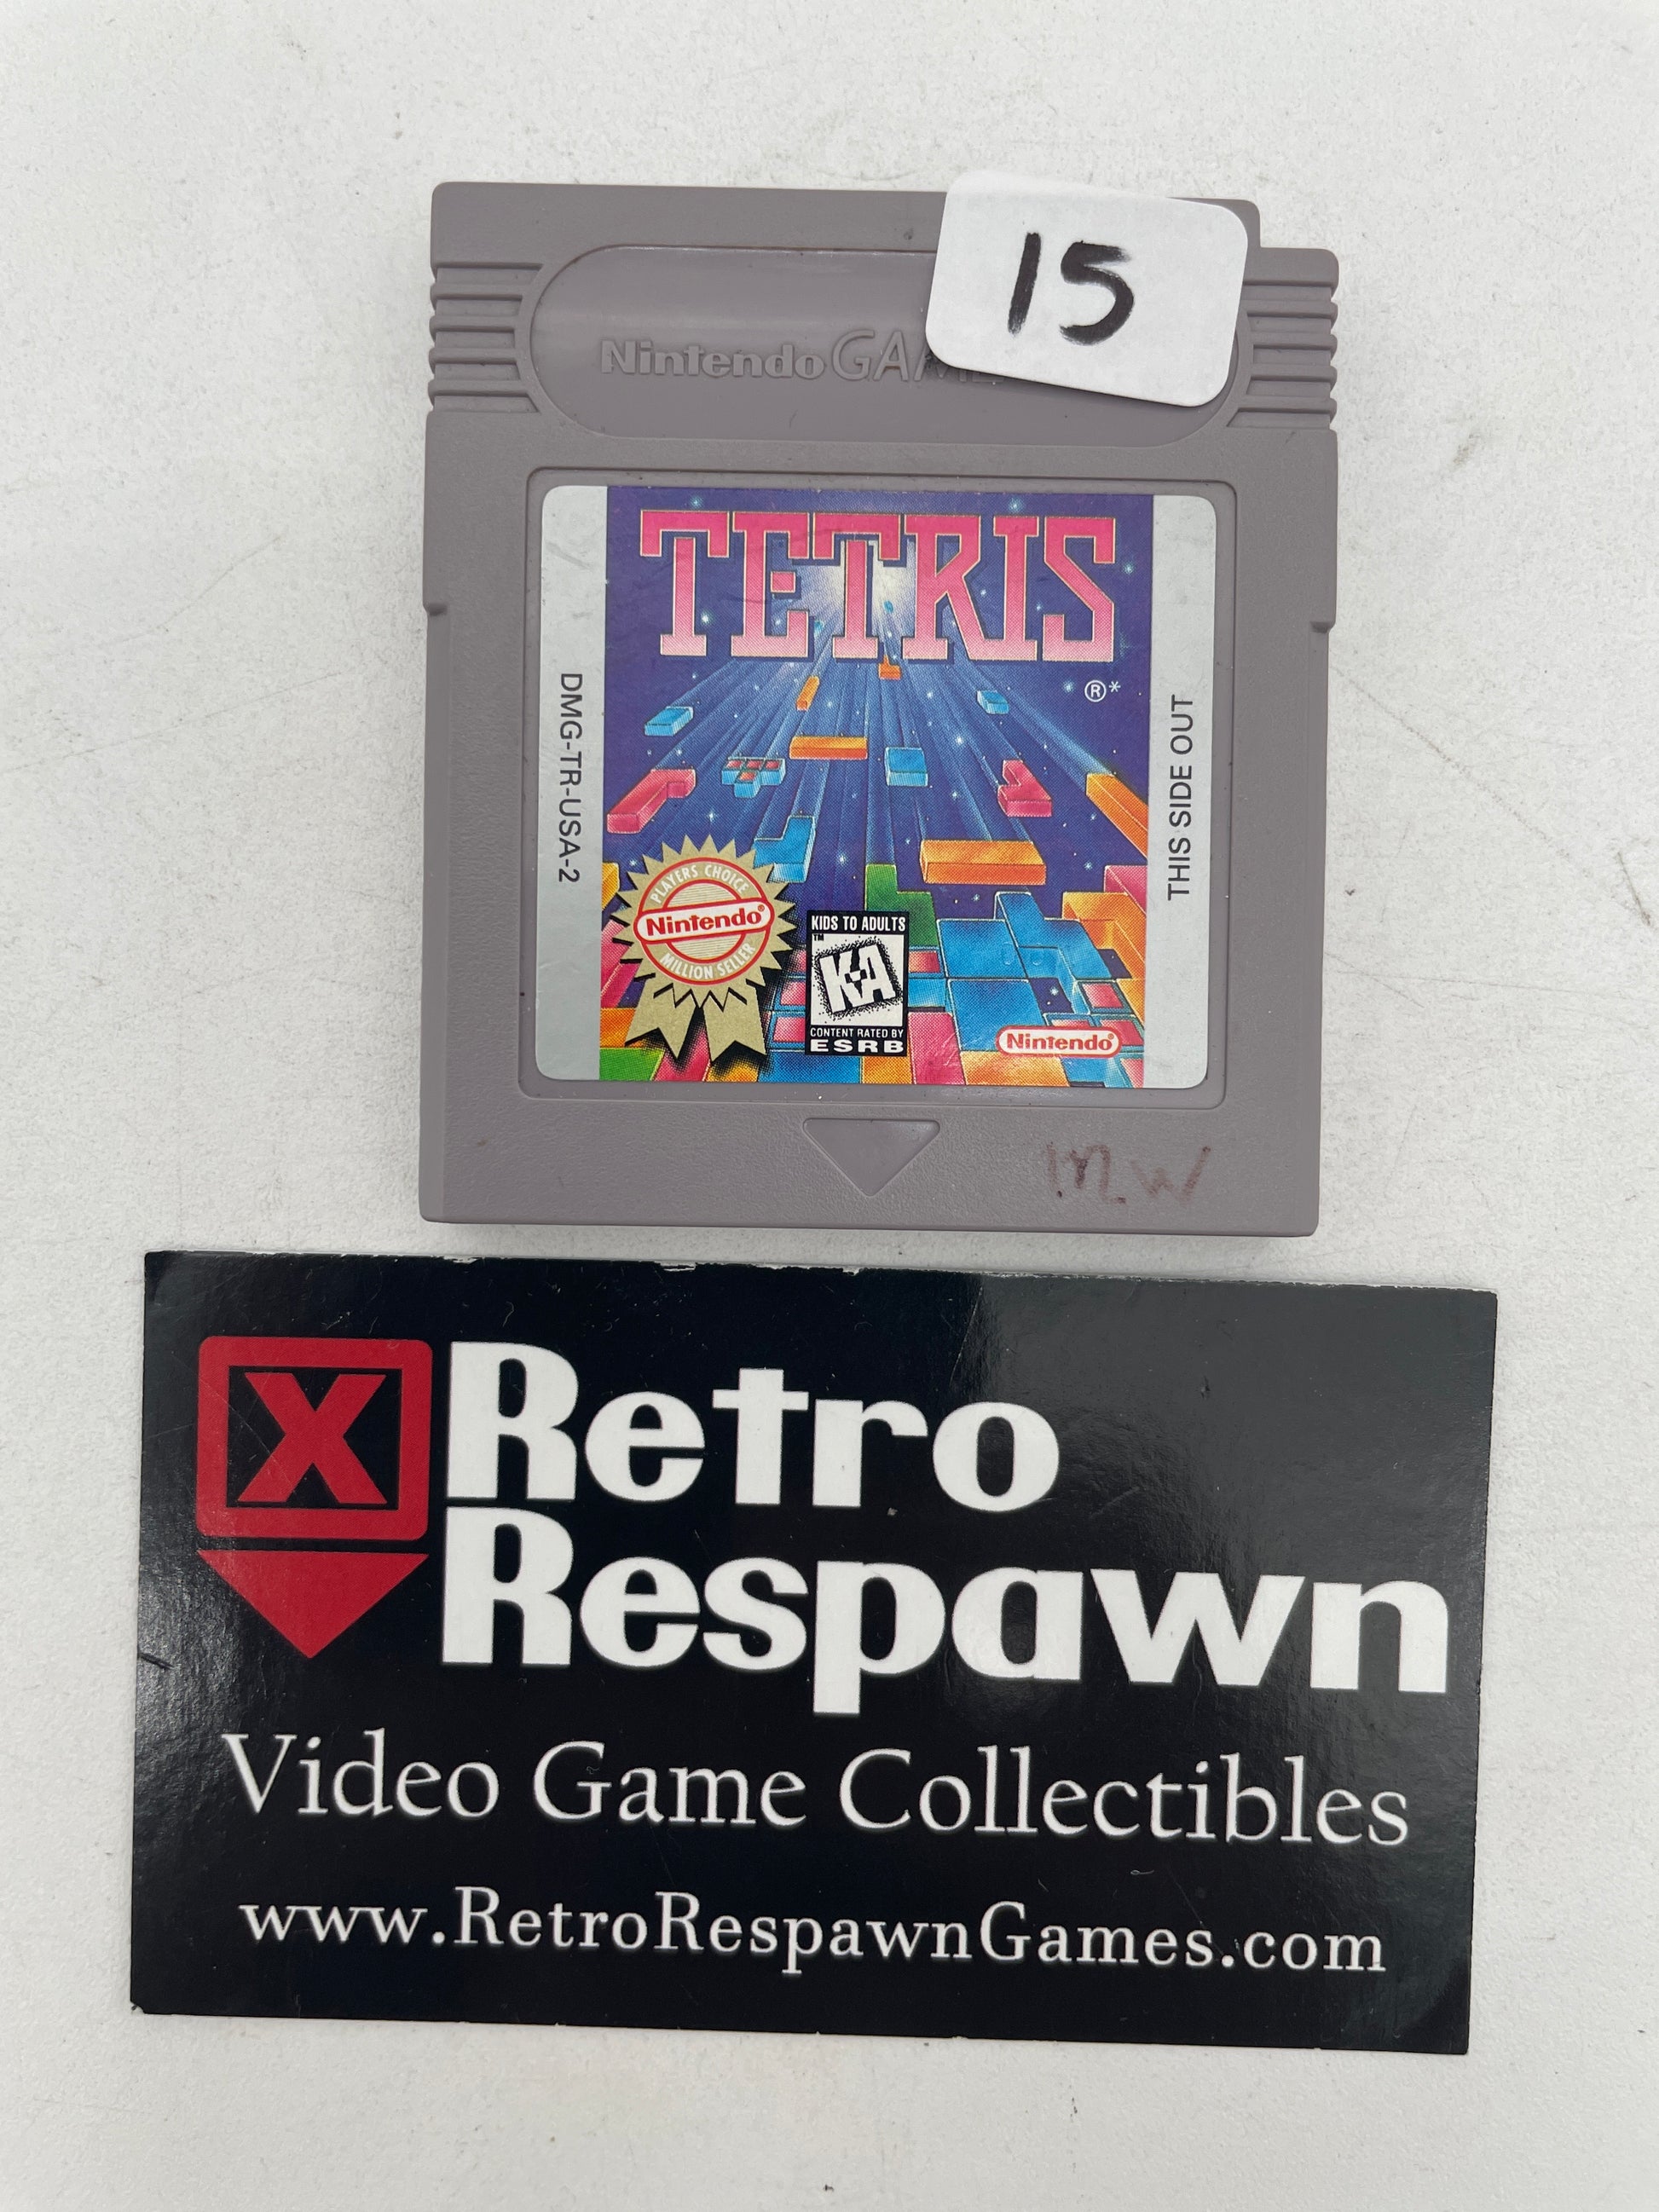 15
Nintendo GAME
TETRIS
®*
DMG-TR-USA-2
THIS SIDE OUT
PLAYERS CHOICE
Nintendo®
MILLION SELLER
KIDS TO ADULTS
™
K-A
CONTENT RATED BY
ESRB
Nintendo
M.W
X
Retro
Respawn
Video Game Collectibles
www.RetroRespawnGames.com